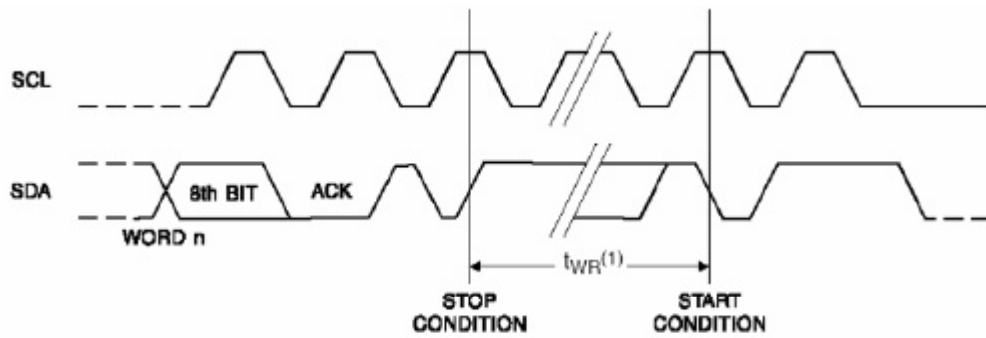 SCL
SDA
8th BIT
ACK
WORD n
tWR(1)
STOP
CONDITION
START
CONDITION